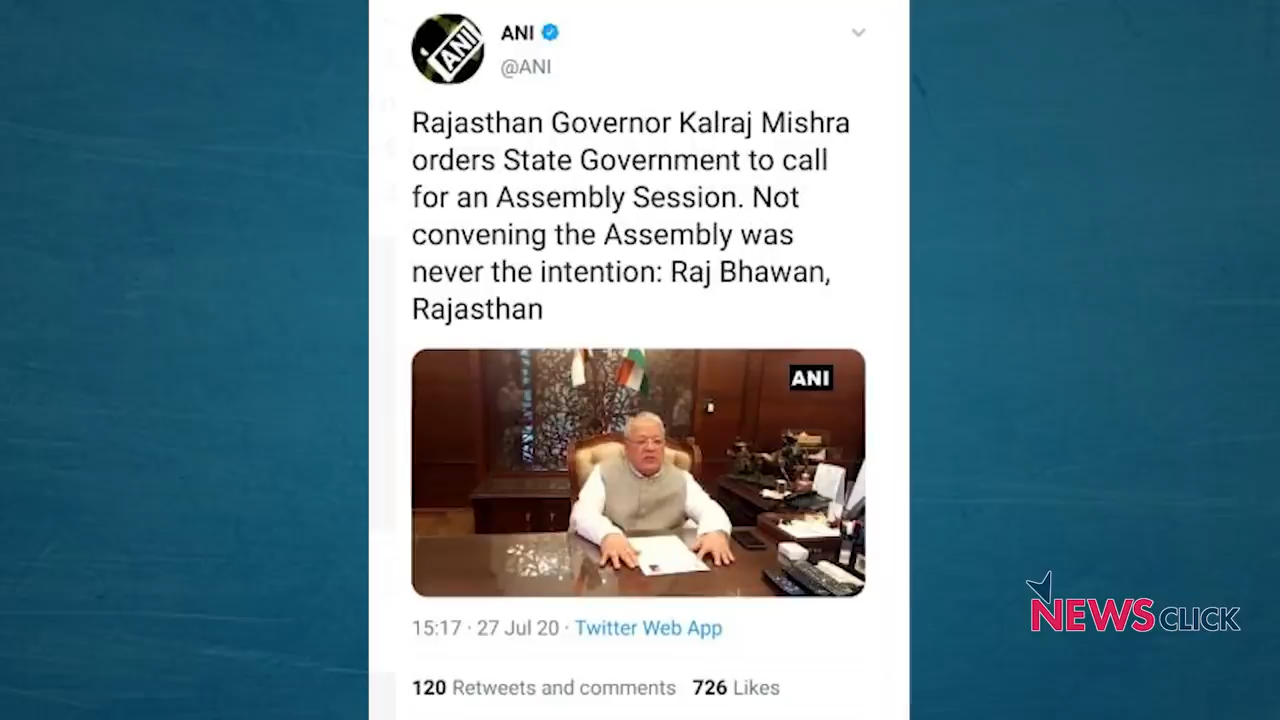 ANI
@ANI
Rajasthan Governor Kalraj Mishra
orders State Government to call
for an Assembly Session. Not
convening the Assembly was
never the intention: Raj Bhawan,
Rajasthan
ANI
15:17 · 27 Jul 20 · Twitter Web App
120 Retweets and comments 726 Likes
NEWSCLICK
ANI